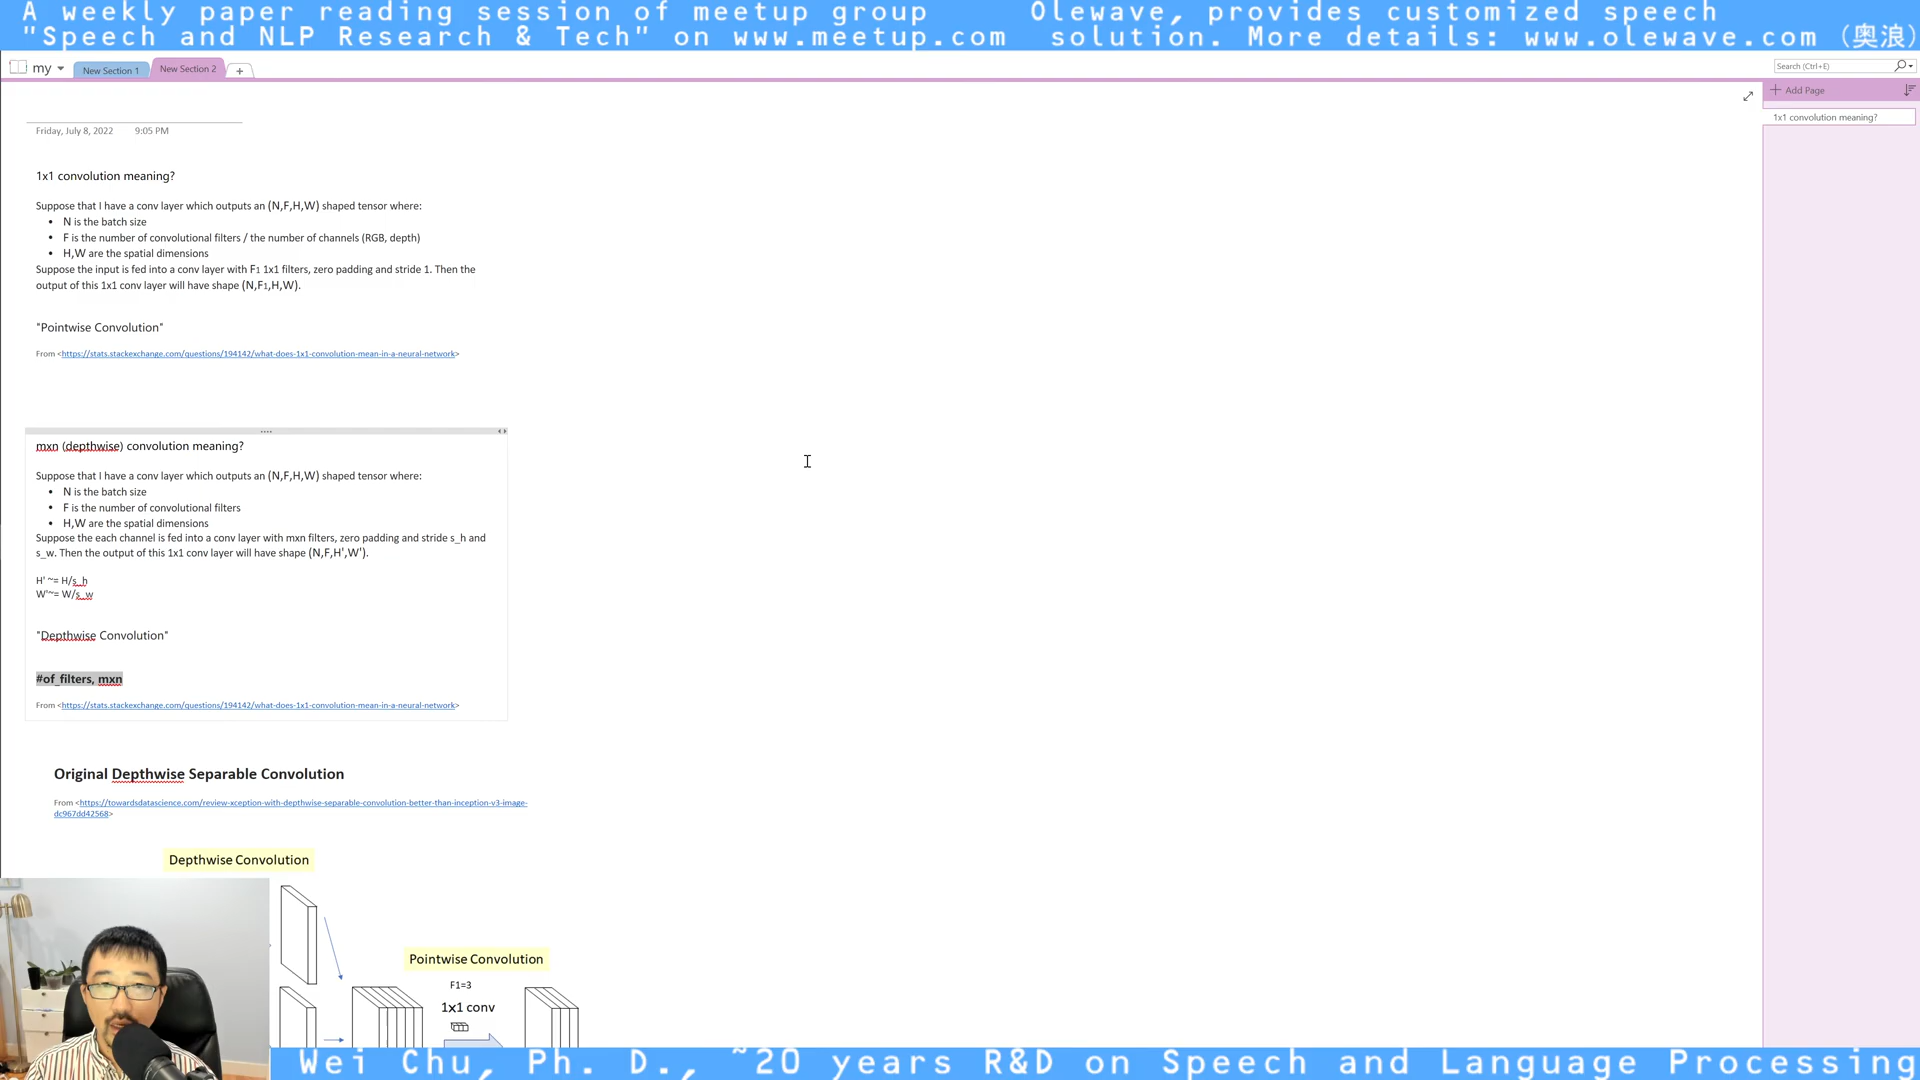 A weekly paper reading session of meetup group
"Speech and NLP Research & Tech" on www.meetup.com
Olewave, provides customized speech
solution. More details: www.olewave.com (奥浪)
my
New Section 1
New Section 2
+
Search (Ctrl+E)
Add Page
1x1 convolution meaning?
Friday, July 8, 2022 9:05 PM
1x1 convolution meaning?
Suppose that I have a conv layer which outputs an (N,F,H,W) shaped tensor where:
• N is the batch size
• F is the number of convolutional filters / the number of channels (RGB, depth)
• H,W are the spatial dimensions
Suppose the input is fed into a conv layer with F1 1x1 filters, zero padding and stride 1. Then the
output of this 1x1 conv layer will have shape (N,F1,H,W).
"Pointwise Convolution"
From <https://stats.stackexchange.com/questions/194142/what-does-1x1-convolution-mean-in-a-neural-network>
mxn (depthwise) convolution meaning?
Suppose that I have a conv layer which outputs an (N,F,H,W) shaped tensor where:
• N is the batch size
• F is the number of convolutional filters
• H,W are the spatial dimensions
Suppose the each channel is fed into a conv layer with mxn filters, zero padding and stride s_h and
s_w. Then the output of this 1x1 conv layer will have shape (N,F,H',W').
H' ~= H/s_h
W'~= W/s_w
"Depthwise Convolution"
#of_filters, mxn
From <https://stats.stackexchange.com/questions/194142/what-does-1x1-convolution-mean-in-a-neural-network>
Original Depthwise Separable Convolution
From <https://towardsdatascience.com/review-xception-with-depthwise-separable-convolution-better-than-inception-v3-image-
dc967dd42568>
Depthwise Convolution
Pointwise Convolution
F1=3
1x1 conv
Wei Chu, Ph. D., ~20 years R&D on Speech and Language Processing